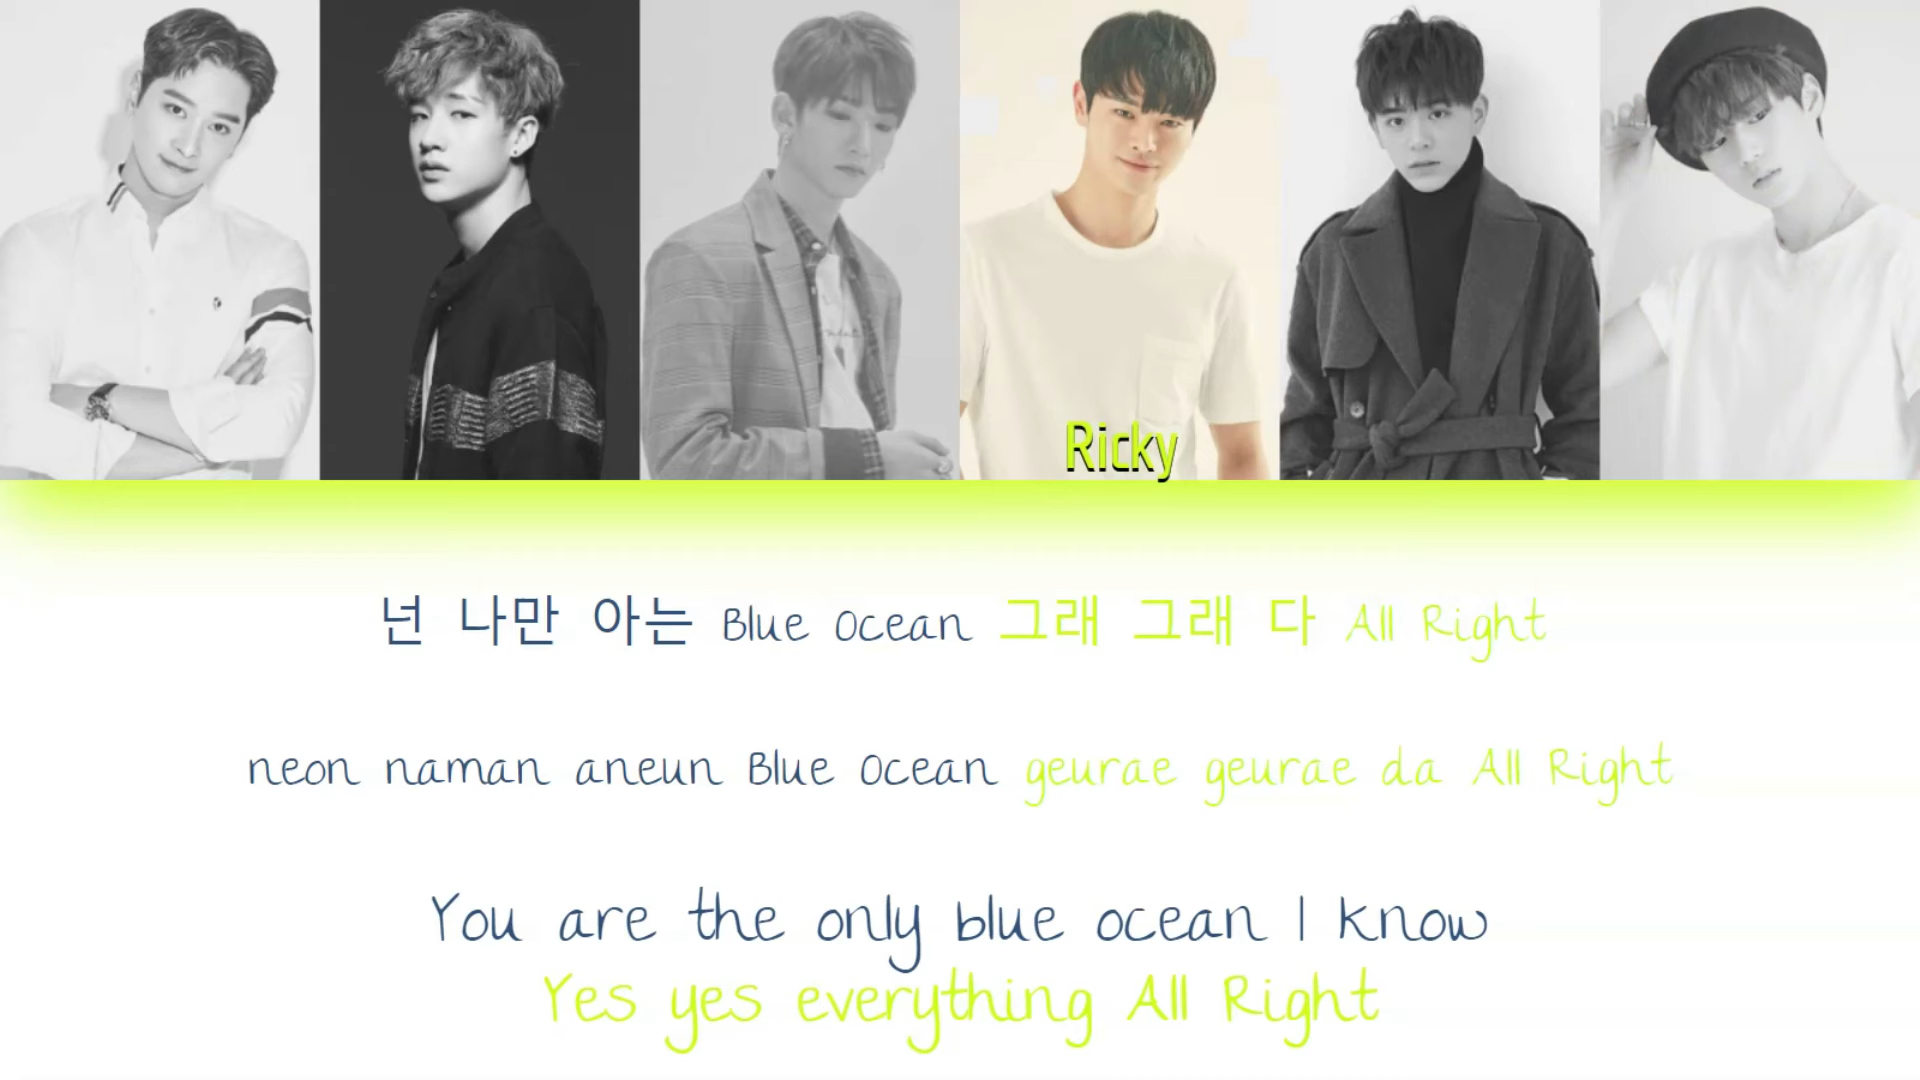 Ricky
넌 나만 아는 Blue Ocean 그래 그래 다 All Right
neon naman aneun Blue Ocean geurae geurae da All Right
You are the only blue ocean I know
Yes yes everything All Right